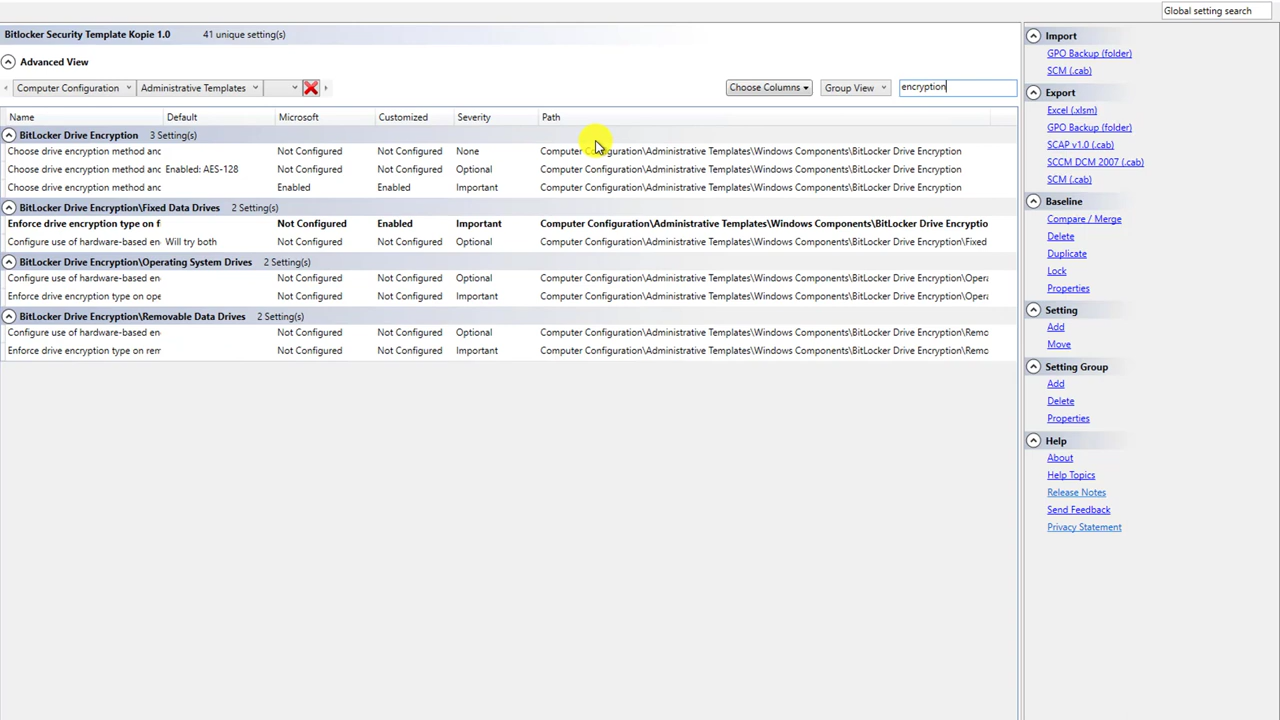 Global setting search
Bitlocker Security Template Kopie 1.0 41 unique setting(s)
Advanced View
Computer Configuration Administrative Templates Choose Columns Group View encryption
Name Default Microsoft Customized Severity Path
BitLocker Drive Encryption 3 Setting(s)
Choose drive encryption method anc Not Configured Not Configured None Computer Configuration\Administrative Templates\Windows Components\BitLocker Drive Encryption
Choose drive encryption method anc Enabled: AES-128 Not Configured Not Configured Optional Computer Configuration\Administrative Templates\Windows Components\BitLocker Drive Encryption
Choose drive encryption method anc Enabled Enabled Important Computer Configuration\Administrative Templates\Windows Components\BitLocker Drive Encryption
BitLocker Drive Encryption\Fixed Data Drives 2 Setting(s)
Enforce drive encryption type on f Not Configured Enabled Important Computer Configuration\Administrative Templates\Windows Components\BitLocker Drive Encryptio
Configure use of hardware-based en Will try both Not Configured Not Configured Optional Computer Configuration\Administrative Templates\Windows Components\BitLocker Drive Encryption\Fixed
BitLocker Drive Encryption\Operating System Drives 2 Setting(s)
Configure use of hardware-based en Not Configured Not Configured Optional Computer Configuration\Administrative Templates\Windows Components\BitLocker Drive Encryption\Opera
Enforce drive encryption type on ope Not Configured Not Configured Important Computer Configuration\Administrative Templates\Windows Components\BitLocker Drive Encryption\Opera
BitLocker Drive Encryption\Removable Data Drives 2 Setting(s)
Configure use of hardware-based en Not Configured Not Configured Optional Computer Configuration\Administrative Templates\Windows Components\BitLocker Drive Encryption\Remo
Enforce drive encryption type on rem Not Configured Not Configured Important Computer Configuration\Administrative Templates\Windows Components\BitLocker Drive Encryption\Remo
Import
GPO Backup (folder)
SCM (.cab)
Export
Excel (.xlsm)
GPO Backup (folder)
SCAP v1.0 (.cab)
SCCM DCM 2007 (.cab)
SCM (.cab)
Baseline
Compare / Merge
Delete
Duplicate
Lock
Properties
Setting
Add
Move
Setting Group
Add
Delete
Properties
Help
About
Help Topics
Release Notes
Send Feedback
Privacy Statement